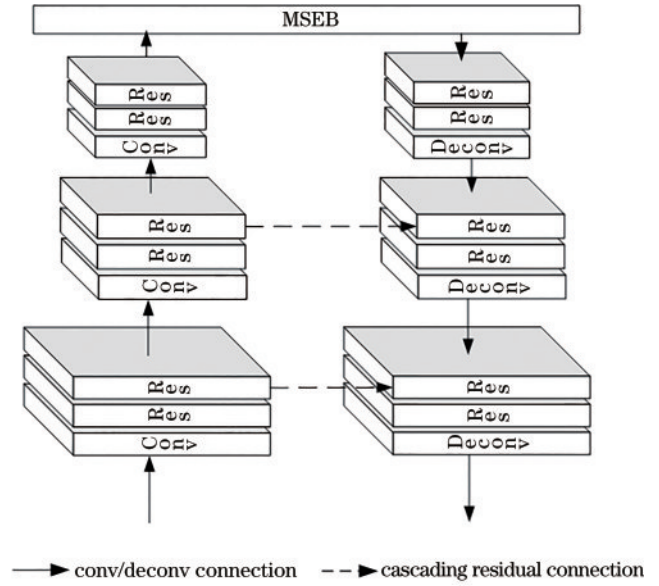 MSEB
Res
Res
Conv
Res
Res
Deconv
Res
Res
Conv
Res
Res
Deconv
Res
Res
Conv
Res
Res
Deconv
conv/deconv connection
cascading residual connection